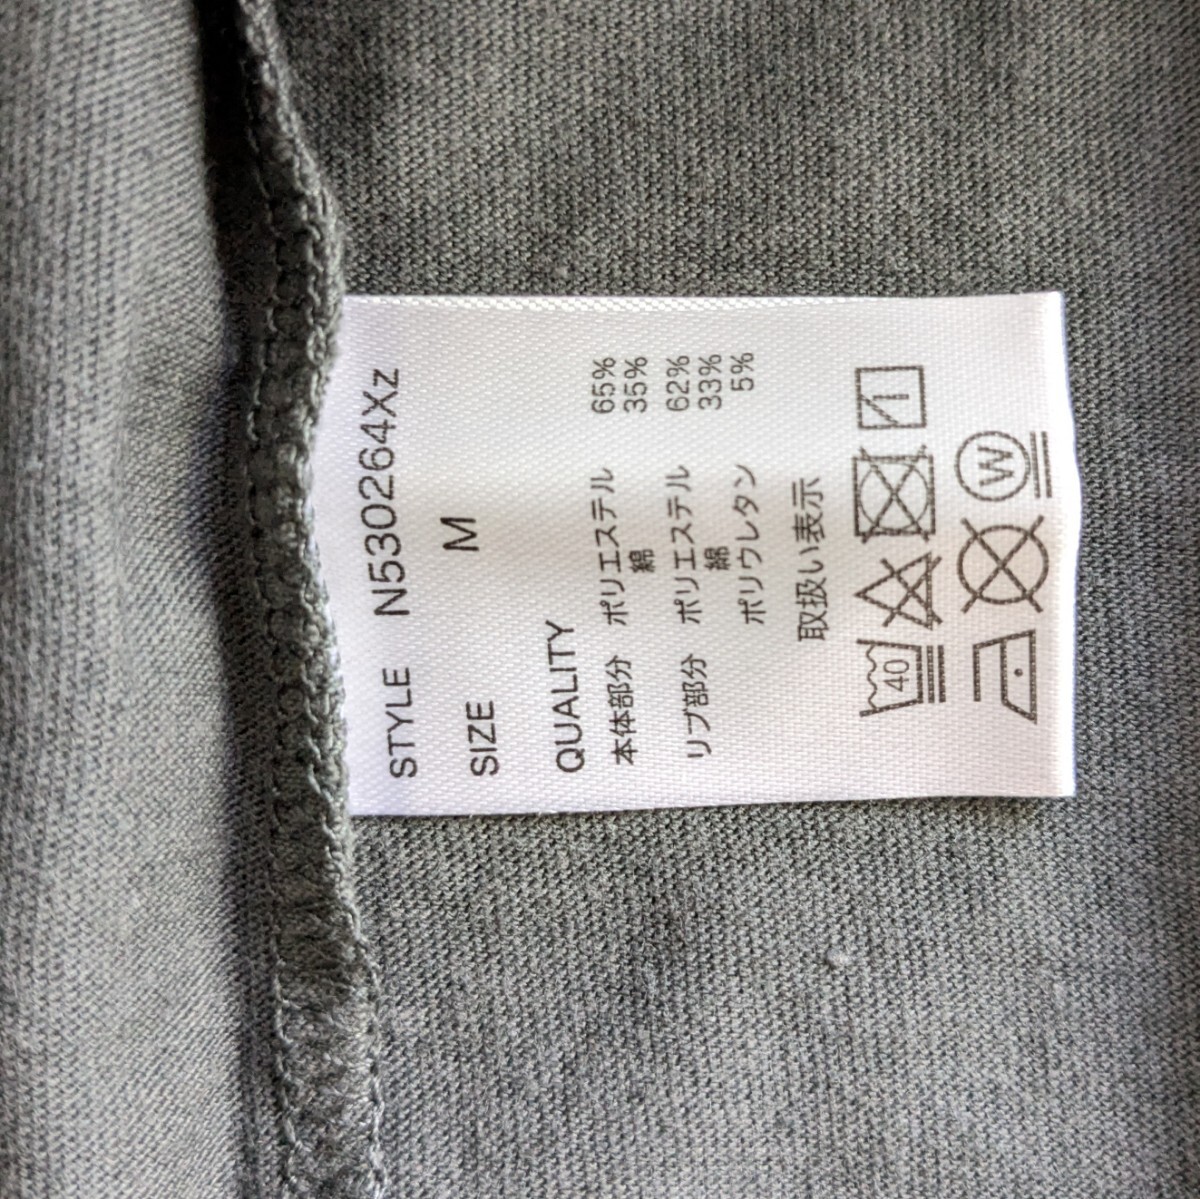 STYLE N530264Xz
SIZE M
QUALITY
本体部分 ポリエステル 65%
綿 35%
リブ部分 ポリエステル 62%
綿 33%
ポリウレタン 5%
取扱い表示
40
W